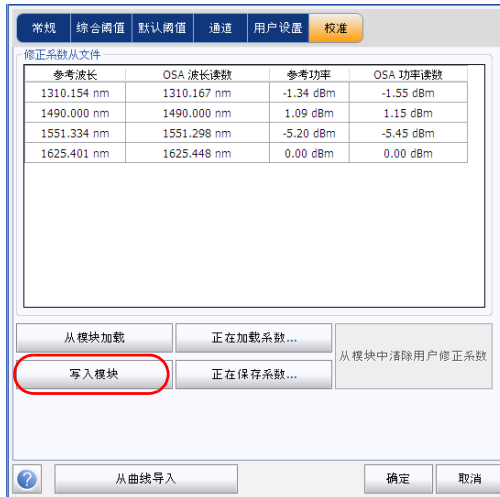 常规 综合阈值 默认阈值 通道 用户设置 校准
修正系数从文件
参考波长 OSA 波长读数 参考功率 OSA 功率读数
1310.154 nm 1310.167 nm -1.34 dBm -1.55 dBm
1490.000 nm 1490.000 nm 1.09 dBm 1.15 dBm
1551.334 nm 1551.298 nm -5.20 dBm -5.45 dBm
1625.401 nm 1625.448 nm 0.00 dBm 0.00 dBm
从模块加载 正在加载系数...
从模块中清除用户修正系数
写入模块 正在保存系数...
? 从曲线导入 确定 取消